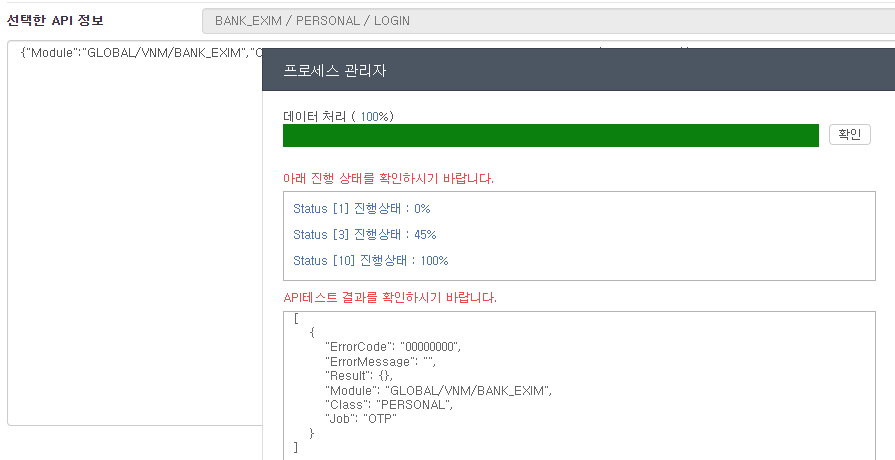 선택한 API 정보
BANK_EXIM / PERSONAL / LOGIN
{"Module":"GLOBAL/VNM/BANK_EXIM","C
프로세스 관리자
데이터 처리 ( 100%)
확인
아래 진행 상태를 확인하시기 바랍니다.
Status [1] 진행상태 : 0%
Status [3] 진행상태 : 45%
Status [10] 진행상태 : 100%
API테스트 결과를 확인하시기 바랍니다.
[
{
"ErrorCode": "00000000",
"ErrorMessage": "",
"Result": {},
"Module": "GLOBAL/VNM/BANK_EXIM",
"Class": "PERSONAL",
"Job": "OTP"
}
]